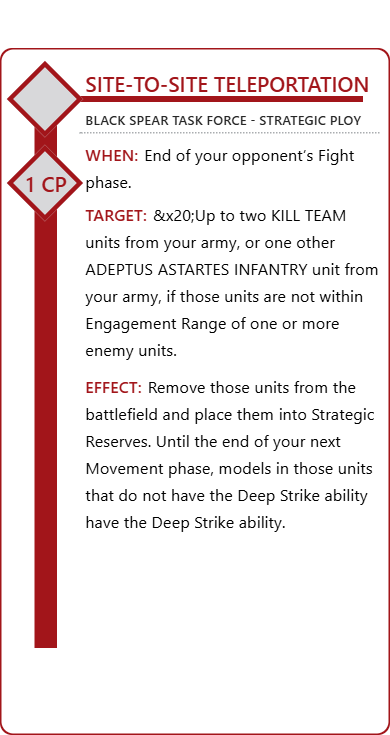 SITE-TO-SITE TELEPORTATION
BLACK SPEAR TASK FORCE - STRATEGIC PLOY
1 CP
WHEN: End of your opponent's Fight
phase.
TARGET: &x20;Up to two KILL TEAM
units from your army, or one other
ADEPTUS ASTARTES INFANTRY unit from
your army, if those units are not within
Engagement Range of one or more
enemy units.
EFFECT: Remove those units from the
battlefield and place them into Strategic
Reserves. Until the end of your next
Movement phase, models in those units
that do not have the Deep Strike ability
have the Deep Strike ability.